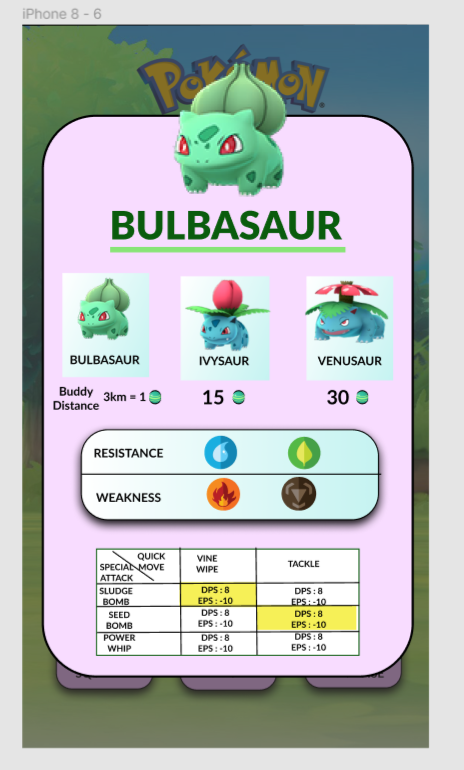 iPhone 8 - 6
POKÉMON
BULBASAUR
BULBASAUR IVYSAUR VENUSAUR
Buddy
Distance 3km = 1 15 30
RESISTANCE
WEAKNESS
QUICK
MOVE
SPECIAL
ATTACK
VINE
WIPE
TACKLE
SLUDGE
BOMB
DPS : 8
EPS : -10
DPS : 8
EPS : -10
SEED
BOMB
DPS : 8
EPS : -10
DPS : 8
EPS : -10
POWER
WHIP
DPS : 8
EPS : -10
DPS : 8
EPS : -10